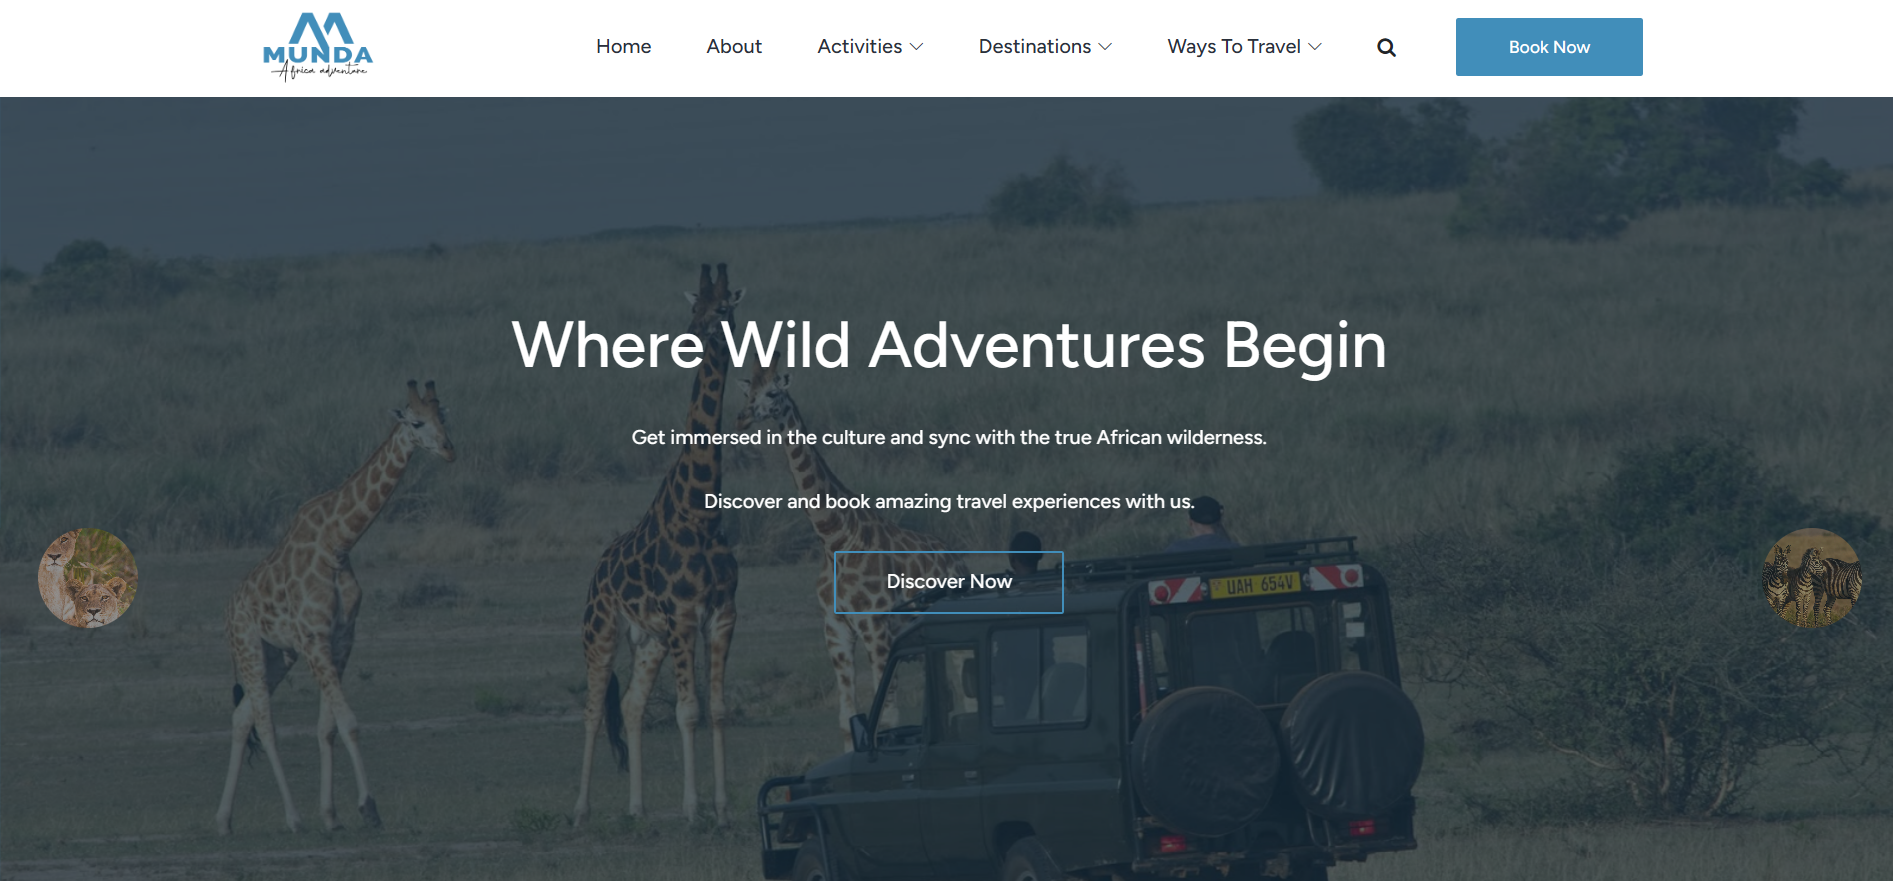 MUNDA
Africa adventure
Home
About
Activities
Destinations
Ways To Travel
Book Now
Where Wild Adventures Begin
Get immersed in the culture and sync with the true African wilderness.
Discover and book amazing travel experiences with us.
Discover Now
UAH 654V